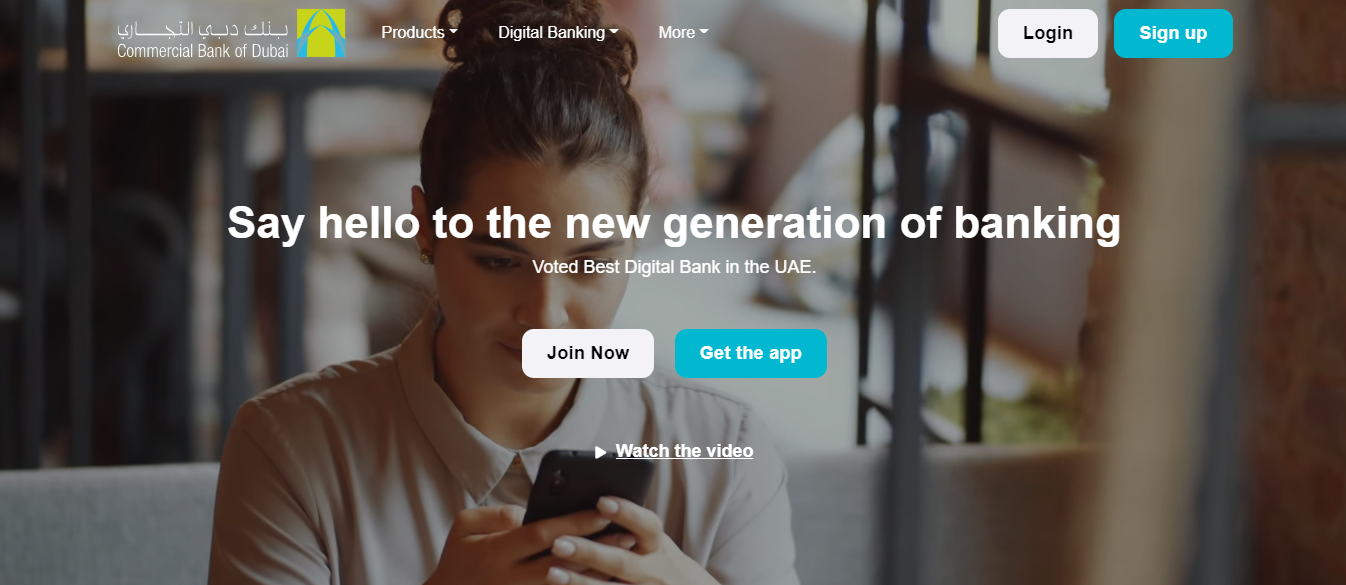 بنك دبي التجاري
Commercial Bank of Dubai
Products
Digital Banking
More
Login
Sign up
Say hello to the new generation of banking
Voted Best Digital Bank in the UAE.
Join Now
Get the app
Watch the video